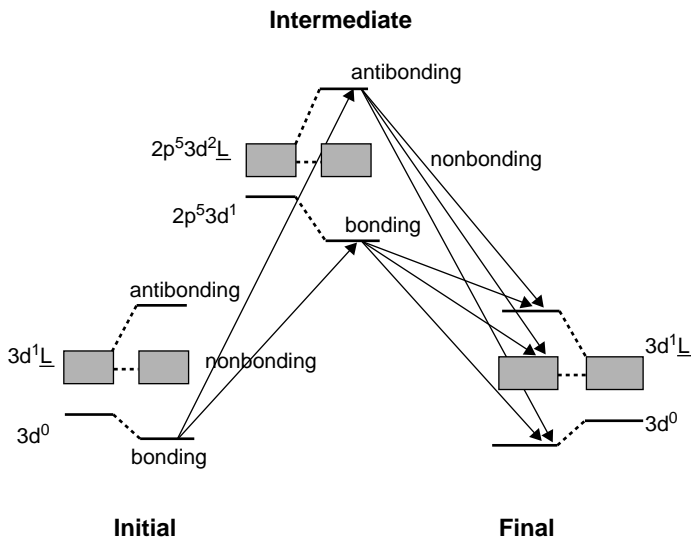 Intermediate
antibonding
2p⁵3d²L
nonbonding
2p⁵3d¹
bonding
antibonding
3d¹L
nonbonding
3d¹L
3d⁰
3d⁰
bonding
Initial
Final